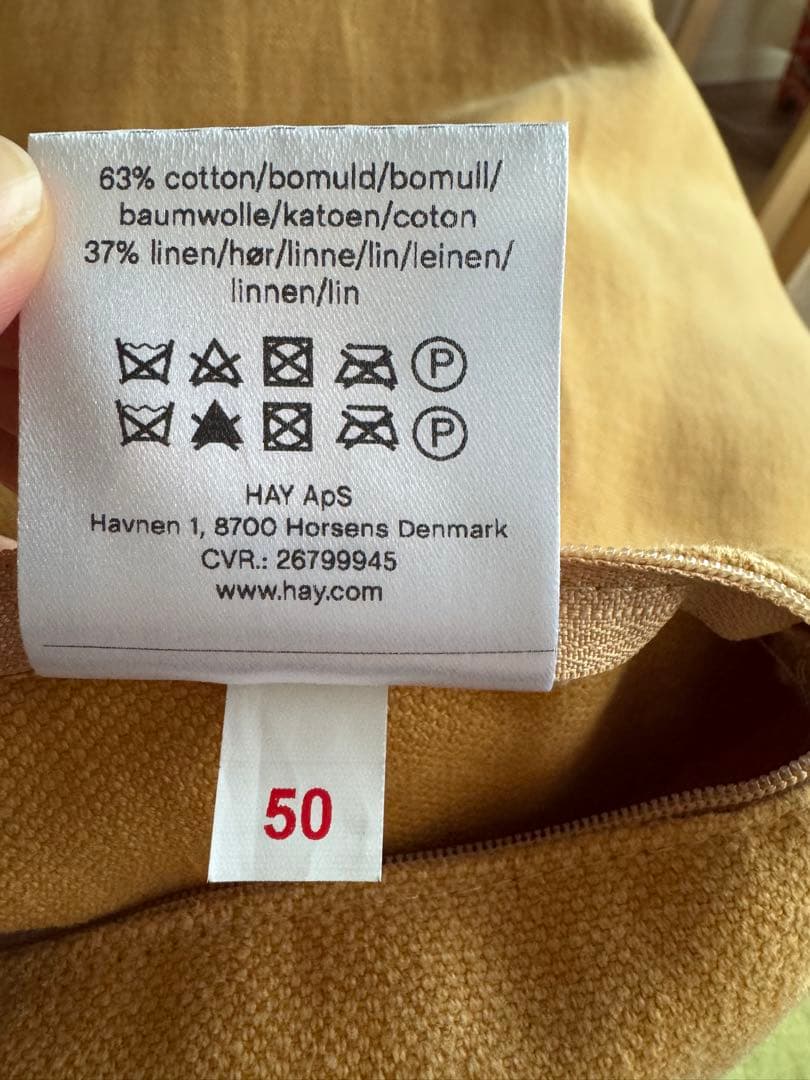 63% cotton/bomuld/bomull/
baumwolle/katoen/coton
37% linen/hør/linne/lin/leinen/
linnen/lin
P
P
HAY ApS
Havnen 1, 8700 Horsens Denmark
CVR.: 26799945
www.hay.com
50